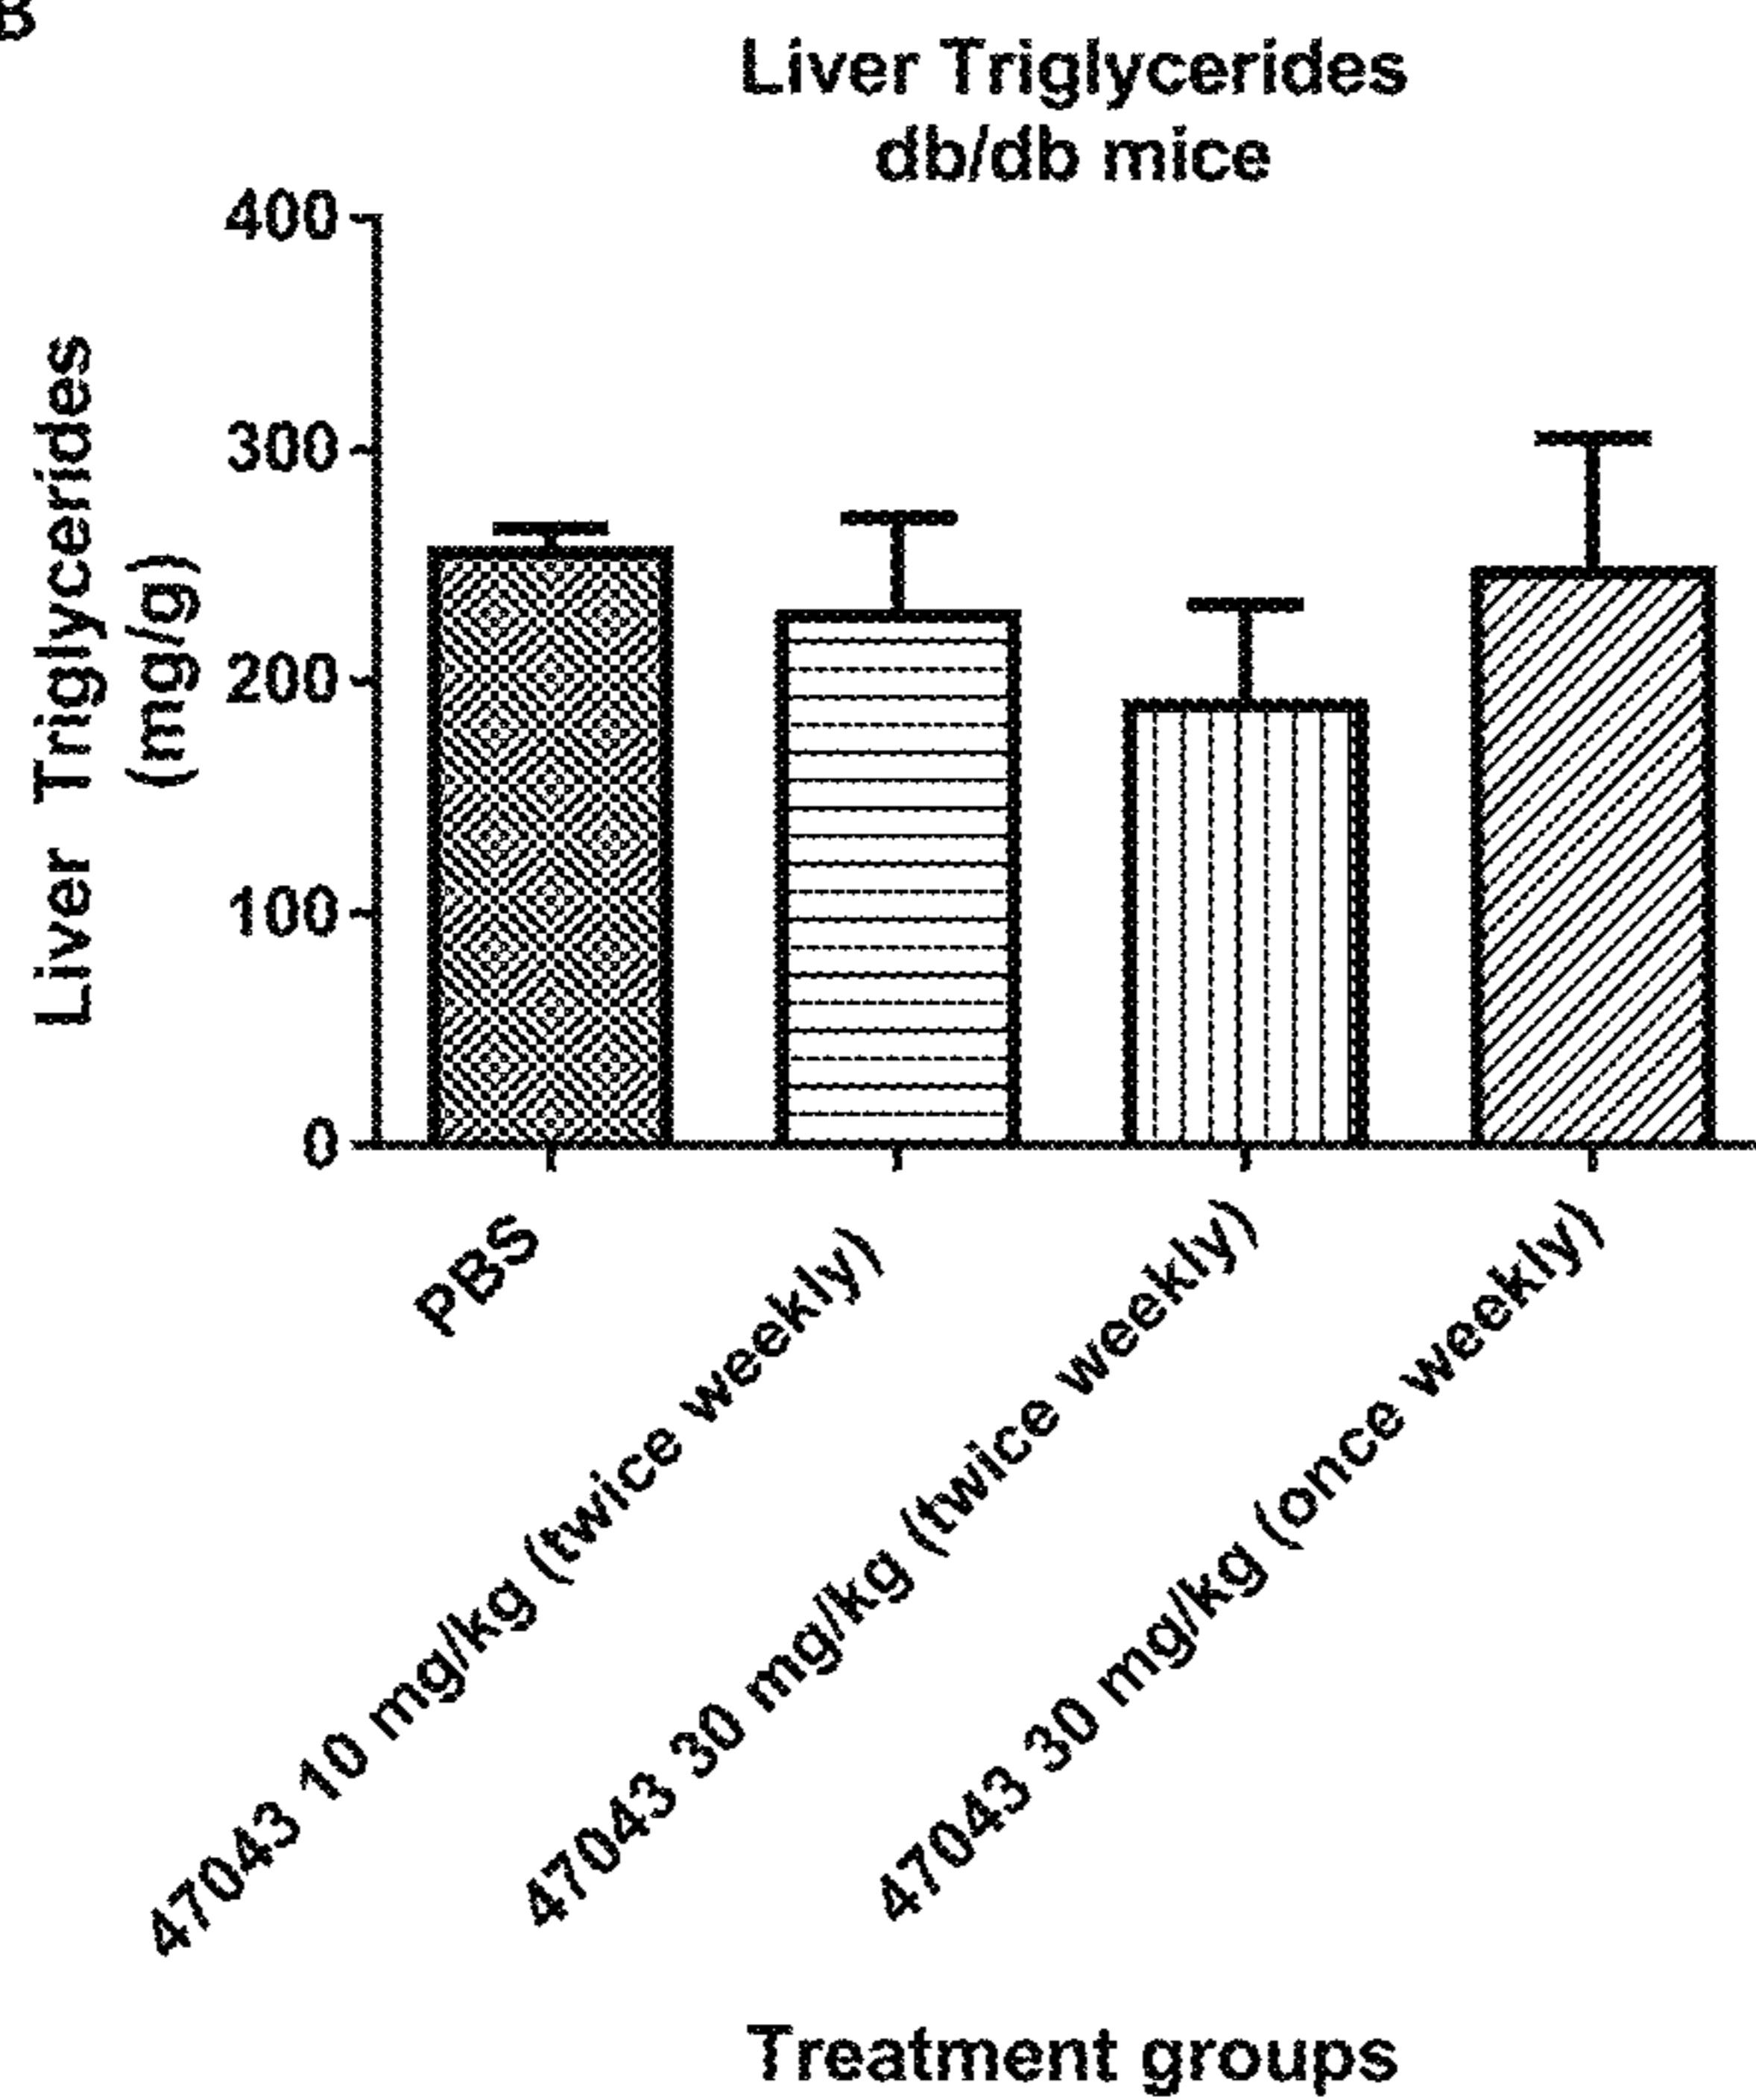 B
Liver Triglycerides
db/db mice
Liver Triglycerides
(mg/g)
400
300
200
100
0
PBS
47043 10 mg/kg (twice weekly)
47043 30 mg/kg (twice weekly)
47043 30 mg/kg (once weekly)
Treatment groups